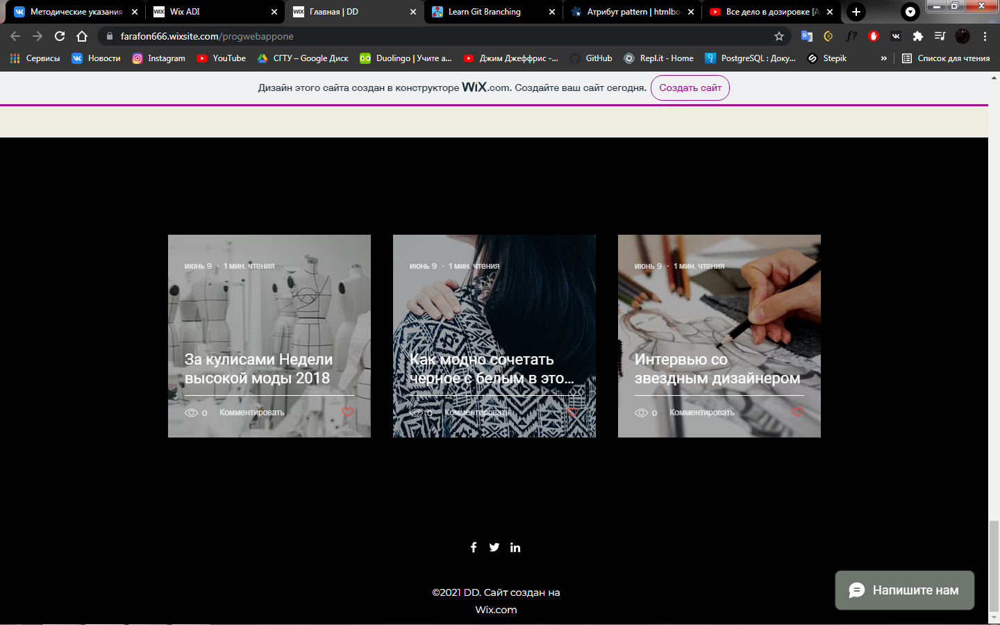 Методические указания
Wix ADI
Главная | DD
Learn Git Branching
Атрибут pattern | htmlbo
Все дело в дозировке [A
farafon666.wixsite.com/progwebappone
Сервисы
Новости
Instagram
YouTube
СГТУ – Google Диск
Duolingo | Учите а...
Джим Джеффрис -...
GitHub
Repl.it - Home
PostgreSQL : Доку...
Stepik
»
Список для чтения
Дизайн этого сайта создан в конструкторе WiX.com. Создайте ваш сайт сегодня.
Создать сайт
июнь 9 · 1 мин. чтения
За кулисами Недели
высокой моды 2018
0 Комментировать
июнь 9 · 1 мин. чтения
Как модно сочетать
черное с белым в это...
0 Комментировать
июнь 9 · 1 мин. чтения
Интервью со
звездным дизайнером
0 Комментировать
©2021 DD. Сайт создан на
Wix.com
Напишите нам